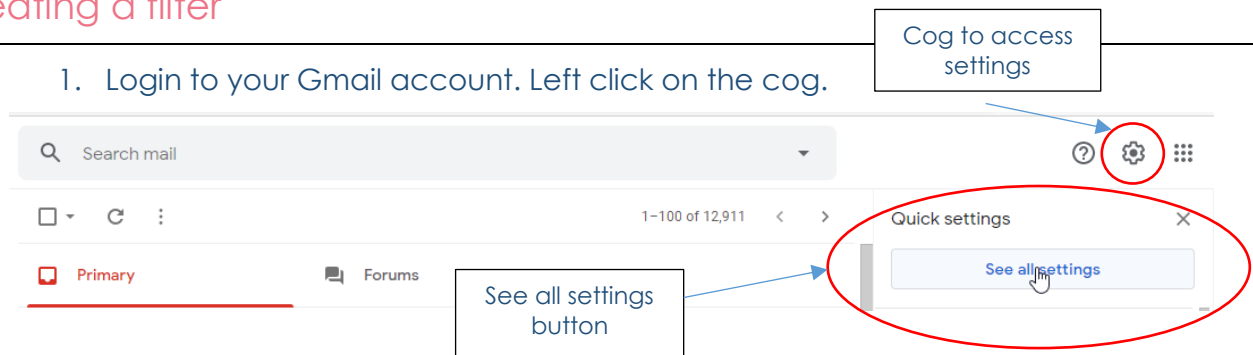 eating a filter
Cog to access
settings
1. Login to your Gmail account. Left click on the cog.
Search mail
1–100 of 12,911
Quick settings
See all settings
Primary
Forums
See all settings
button